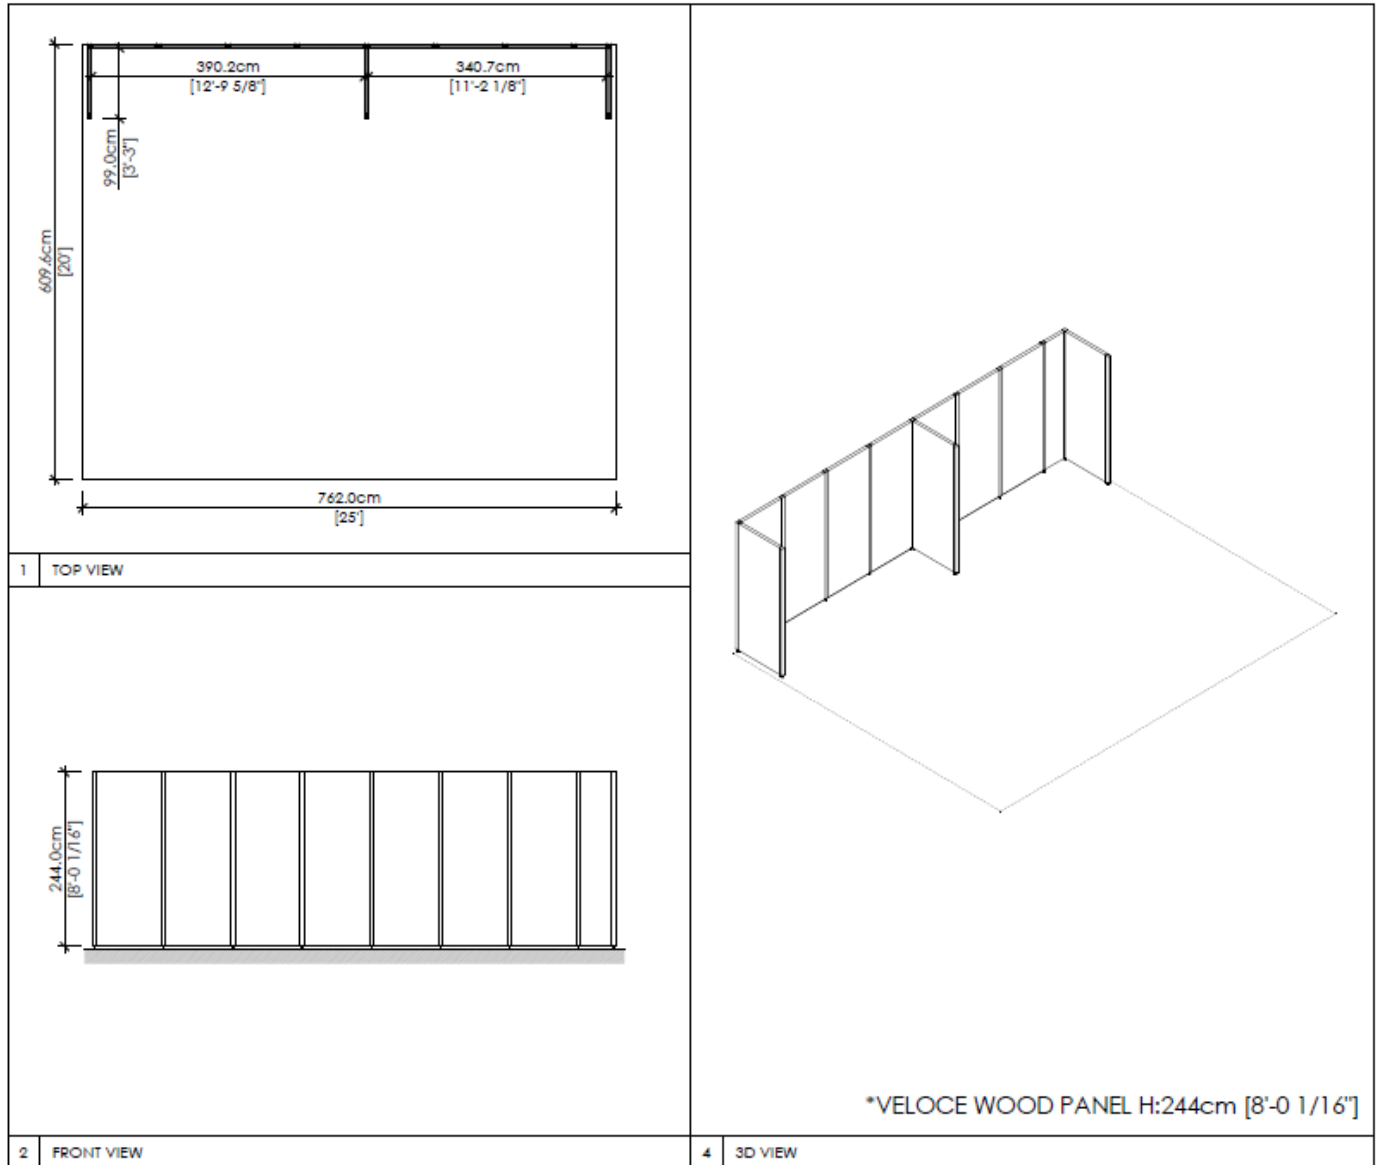 390.2cm
[12'-9 5/8"]
340.7cm
[11'-2 1/8"]
99.0cm
[3'-3"]
609.6cm
[20']
762.0cm
[25']
1 TOP VIEW
244.0cm
[8'-0 1/16"]
2 FRONT VIEW
*VELOCE WOOD PANEL H:244cm [8'-0 1/16"]
4 3D VIEW